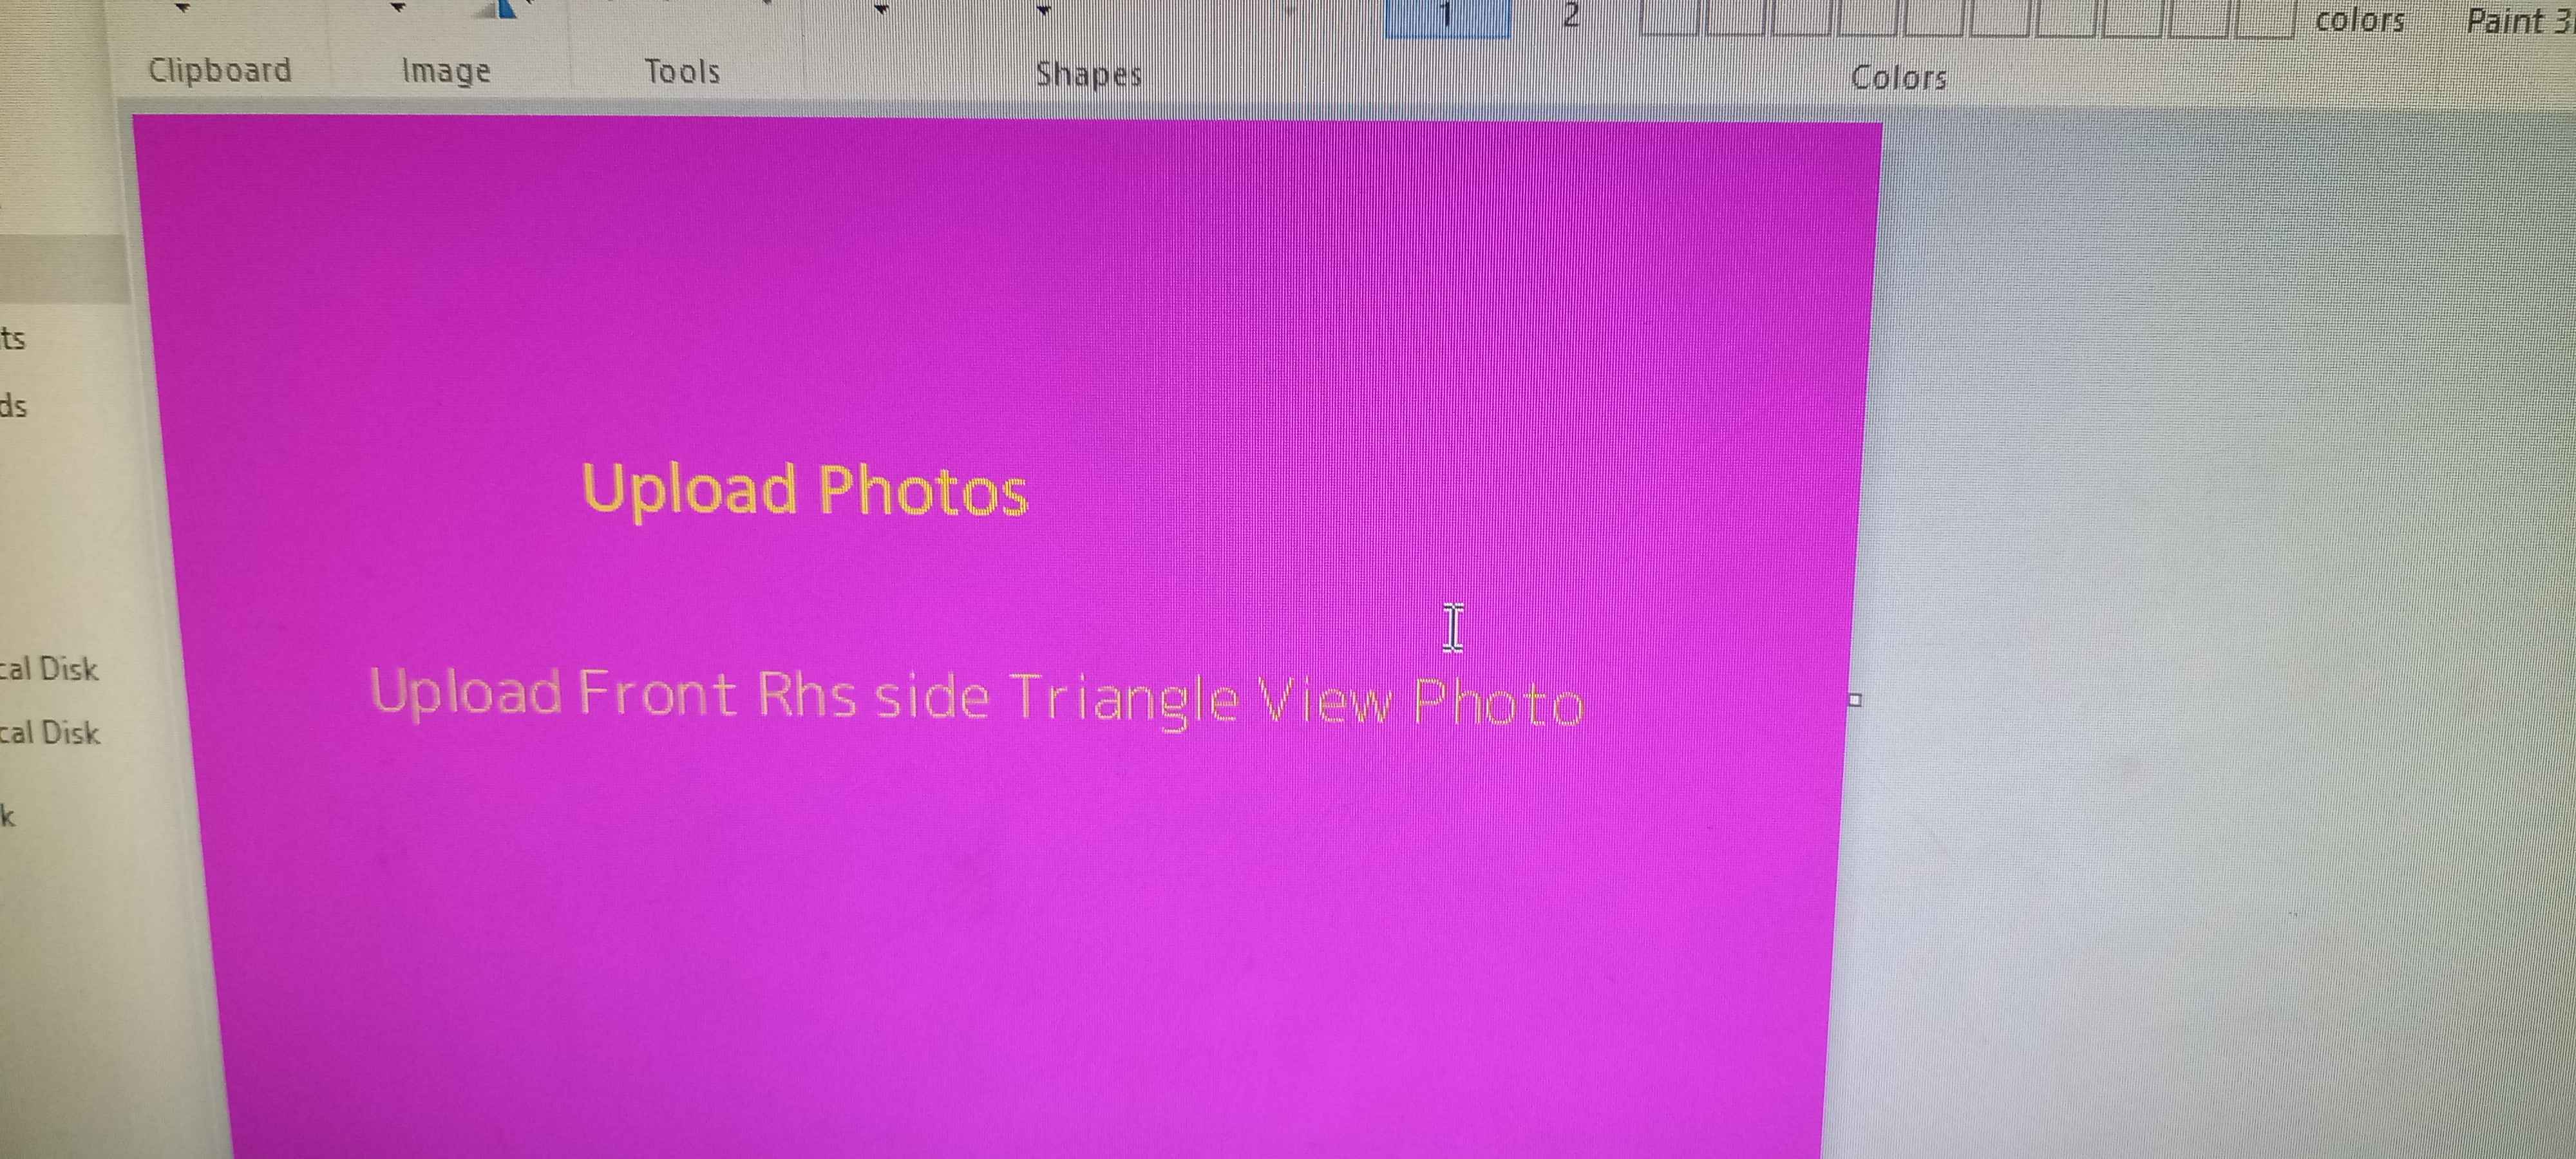 1 2 colors Paint 3
Clipboard Image Tools Shapes Colors
Upload Photos
Upload Front Rhs side Triangle View Photo
ts
ds
cal Disk
cal Disk
k